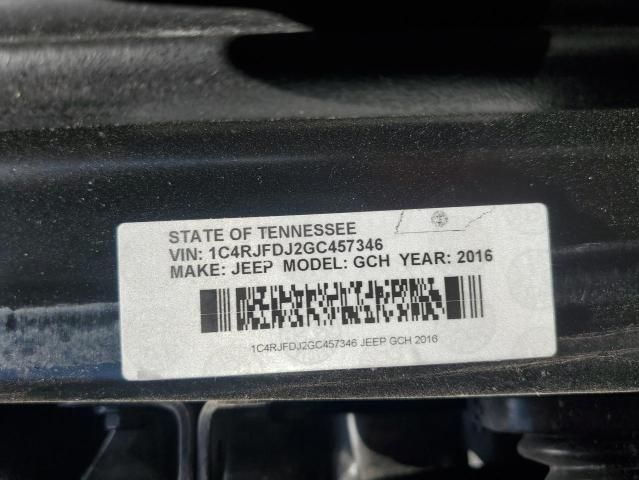 STATE OF TENNESSEE
VIN: 1C4RJFDJ2GC457346
MAKE: JEEP MODEL: GCH YEAR: 2016
1C4RJFDJ2GC457346 JEEP GCH 2016